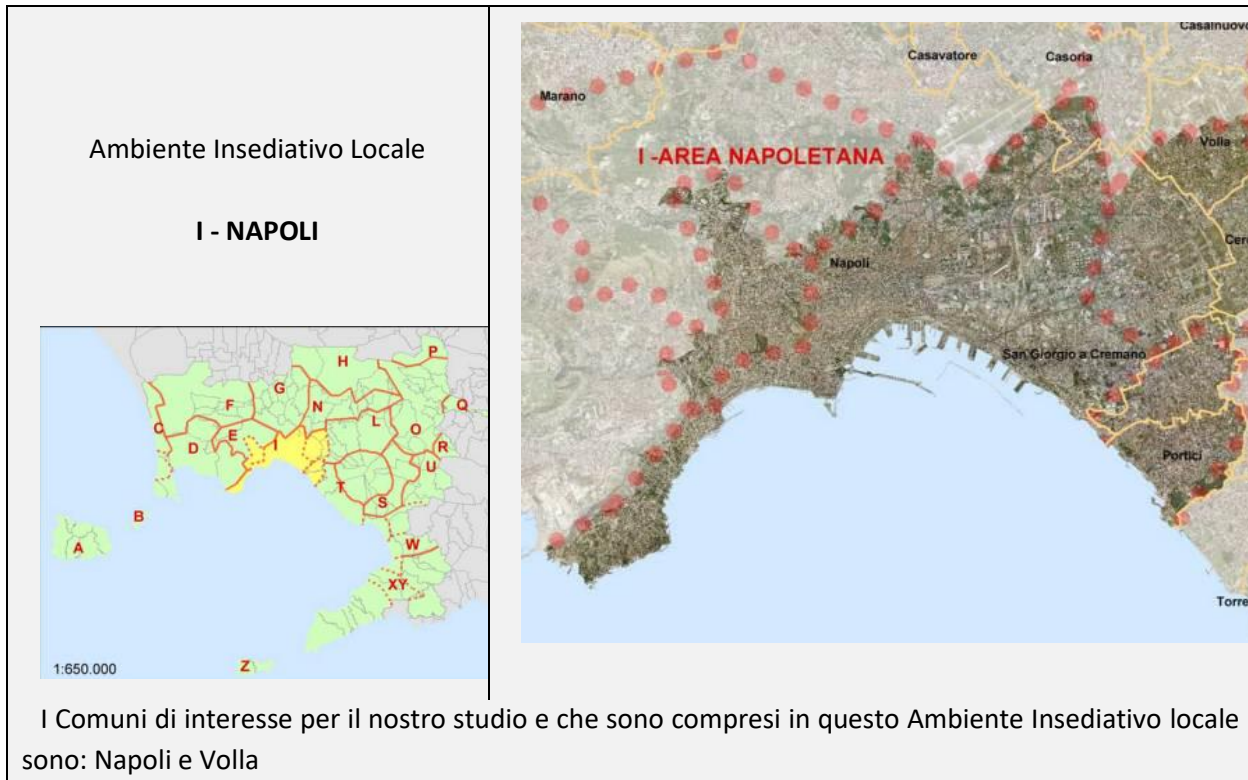 Ambiente Insediativo Locale
I - NAPOLI
H
P
G
F
N
Q
C
L
E
O
D
I
R
U
T
S
B
A
W
XY
Z
1:650.000
Casalnuovo
Casavatore
Casoria
Marano
Volla
I -AREA NAPOLETANA
Napoli
San Giorgio a Cremano
Portici
I Comuni di interesse per il nostro studio e che sono compresi in questo Ambiente Insediativo locale
sono: Napoli e Volla